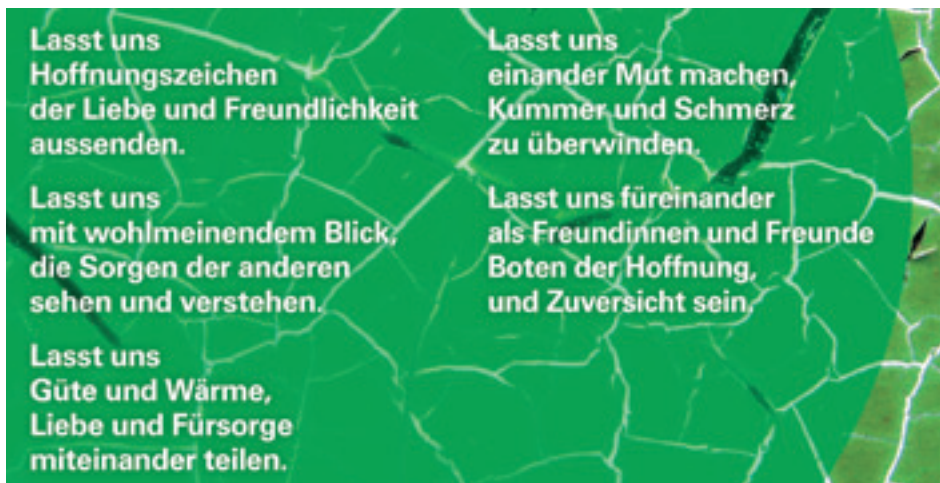 Lasst uns
Hoffnungszeichen
der Liebe und Freundlichkeit
aussenden.
Lasst uns
mit wohlmeinendem Blick,
die Sorgen der anderen
sehen und verstehen.
Lasst uns
Güte und Wärme,
Liebe und Fürsorge
miteinander teilen.
Lasst uns
einander Mut machen,
Kummer und Schmerz
zu überwinden.
Lasst uns füreinander
als Freundinnen und Freunde
Boten der Hoffnung,
und Zuversicht sein.